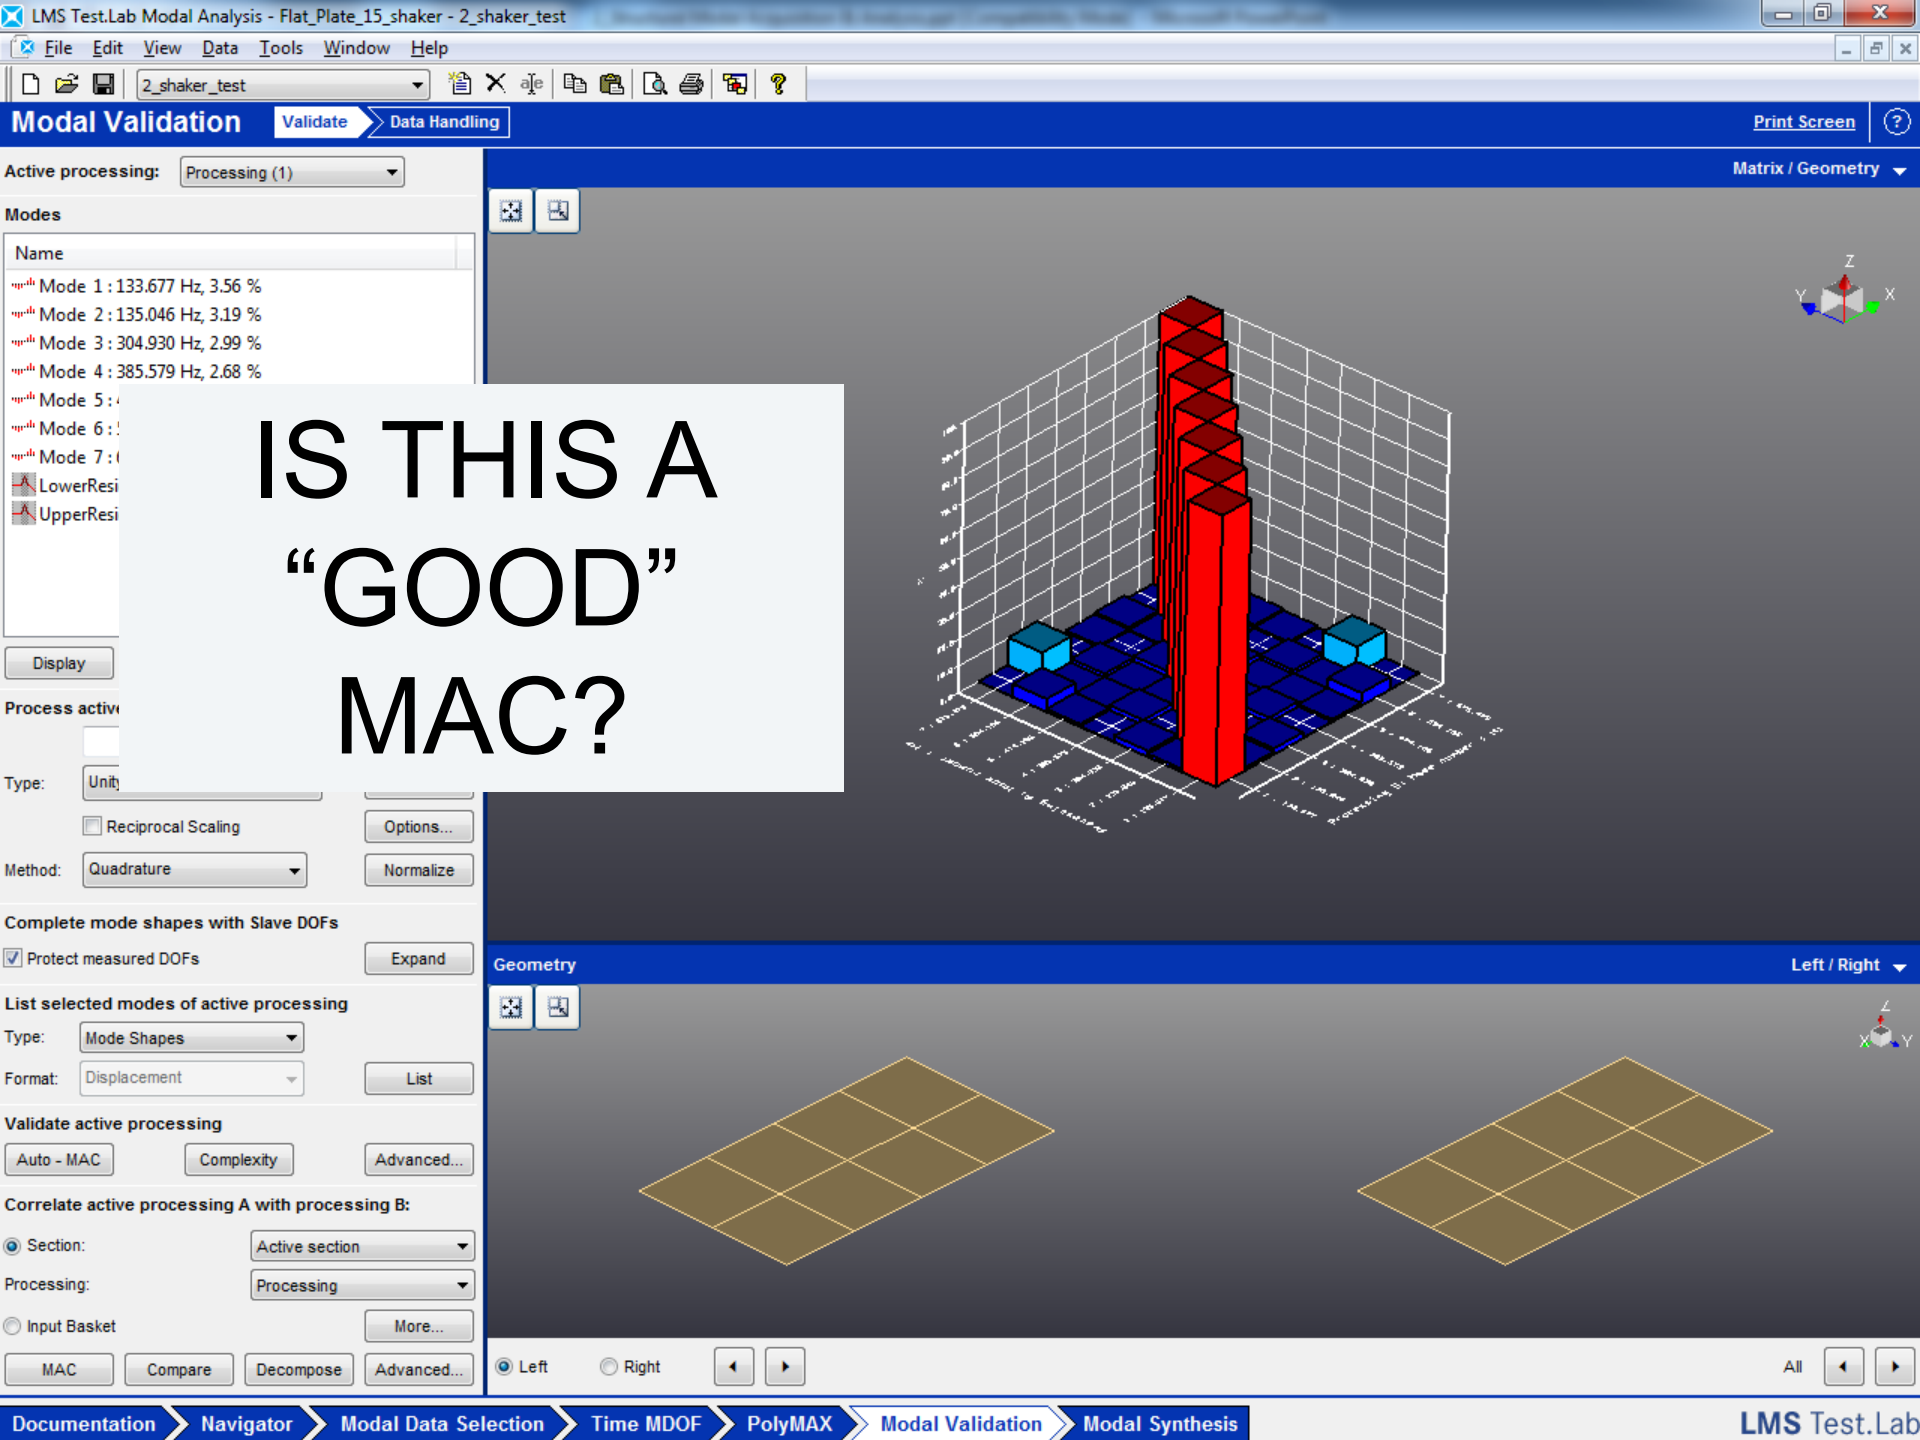 LMS Test.Lab Modal Analysis - Flat_Plate_15_shaker - 2_shaker_test
File Edit View Data Tools Window Help
2_shaker_test
Modal Validation Validate Data Handling Print Screen
Active processing: Processing (1) Matrix / Geometry
Modes
Name
Mode 1 : 133.677 Hz, 3.56 %
Mode 2 : 135.046 Hz, 3.19 %
Mode 3 : 304.930 Hz, 2.99 %
Mode 4 : 385.579 Hz, 2.68 %
Mode 5 :
Mode 6 :
Mode 7 :
LowerResi
UpperResi
Z
Y X
IS THIS A
“GOOD”
MAC?
Display
Process active
Type: Unity
Reciprocal Scaling Options...
Method: Quadrature Normalize
Complete mode shapes with Slave DOFs
Protect measured DOFs Expand
Geometry Left / Right
List selected modes of active processing
Type: Mode Shapes
Format: Displacement List
Z
X Y
Validate active processing
Auto - MAC Complexity Advanced...
Correlate active processing A with processing B:
Section: Active section
Processing: Processing
Input Basket More...
MAC Compare Decompose Advanced...
Left Right All
Documentation Navigator Modal Data Selection Time MDOF PolyMAX Modal Validation Modal Synthesis LMS Test.Lab